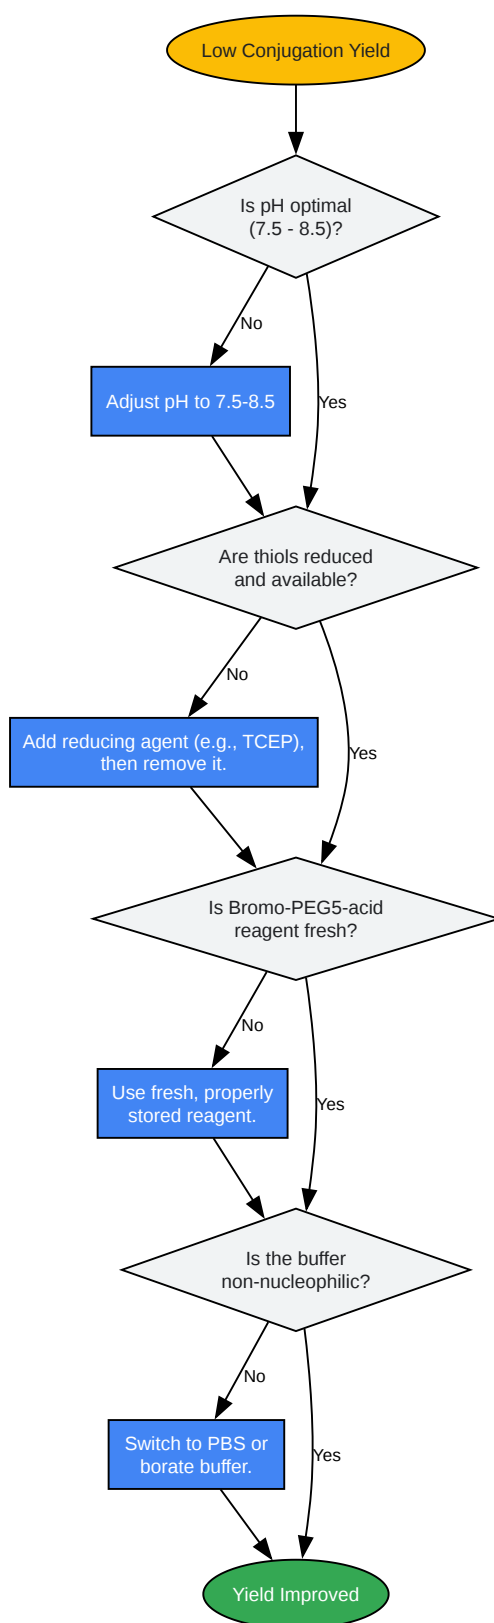 Low Conjugation Yield
Is pH optimal
(7.5 - 8.5)?
No
Adjust pH to 7.5-8.5
Yes
Are thiols reduced
and available?
No
Add reducing agent (e.g., TCEP),
then remove it.
Yes
Is Bromo-PEG5-acid
reagent fresh?
No
Use fresh, properly
stored reagent.
Yes
Is the buffer
non-nucleophilic?
No
Switch to PBS or
borate buffer.
Yes
Yield Improved